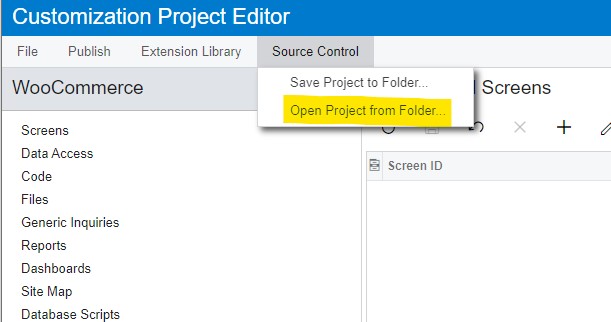 Customization Project Editor
File Publish Extension Library Source Control
WooCommerce
Save Project to Folder...
Screens
Open Project from Folder...
Screens
Data Access
Code
Files
Generic Inquiries
Reports
Dashboards
Site Map
Database Scripts
Screen ID